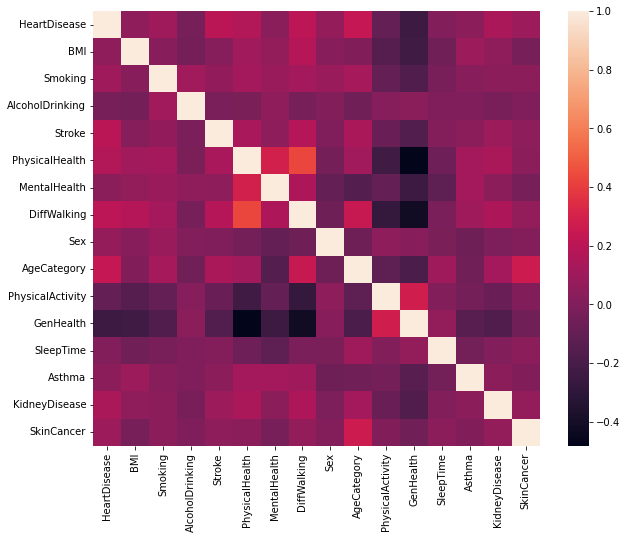 HeartDisease
BMI
Smoking
AlcoholDrinking
Stroke
PhysicalHealth
MentalHealth
DiffWalking
Sex
AgeCategory
PhysicalActivity
GenHealth
SleepTime
Asthma
KidneyDisease
SkinCancer
HeartDisease
BMI
Smoking
AlcoholDrinking
Stroke
PhysicalHealth
MentalHealth
DiffWalking
Sex
AgeCategory
PhysicalActivity
GenHealth
SleepTime
Asthma
KidneyDisease
SkinCancer
1.0
0.8
0.6
0.4
0.2
0.0
−0.2
−0.4